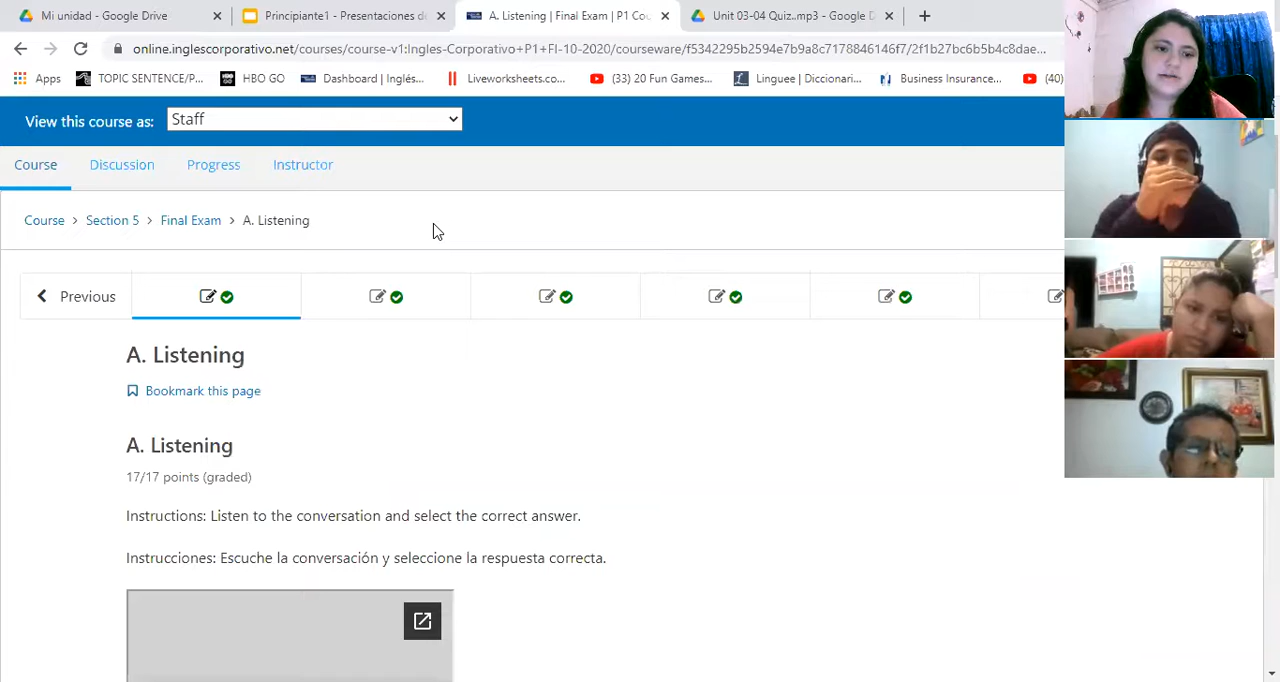 Mi unidad - Google Drive
Principiante1 - Presentaciones de
A. Listening | Final Exam | P1 Cou
Unit 03-04 Quiz..mp3 - Google D
online.inglescorporativo.net/courses/course-v1:Ingles-Corporativo+P1+FI-10-2020/courseware/f5342295b2594e7b9a8c7178846146f7/2f1b27bc6b5b4c8dae...
Apps
TOPIC SENTENCE/P...
HBO GO
Dashboard | Inglés...
Liveworksheets.co...
(33) 20 Fun Games...
Linguee | Diccionari...
Business Insurance...
(40)
View this course as:
Staff
Course
Discussion
Progress
Instructor
Course > Section 5 > Final Exam > A. Listening
Previous
A. Listening
Bookmark this page
A. Listening
17/17 points (graded)
Instructions: Listen to the conversation and select the correct answer.
Instrucciones: Escuche la conversación y seleccione la respuesta correcta.